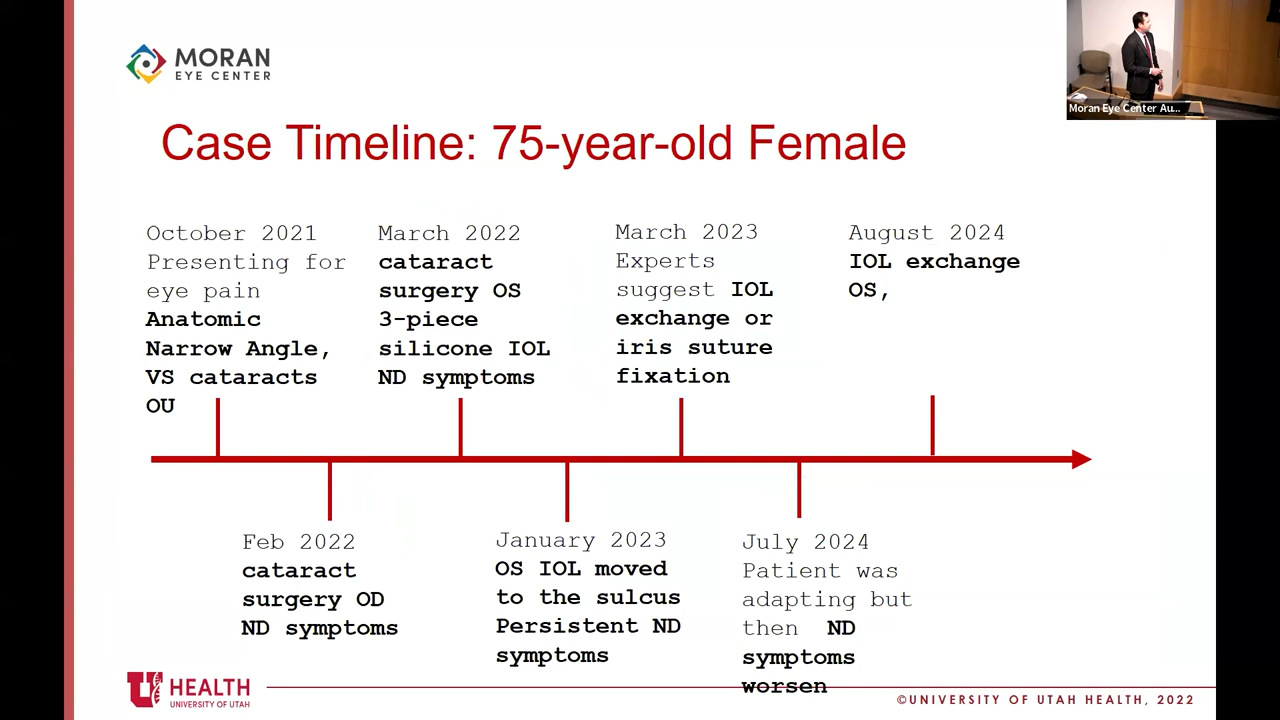 MORAN
EYE CENTER
Moran Eye Center Au...
Case Timeline: 75-year-old Female
October 2021
Presenting for
eye pain
Anatomic
Narrow Angle,
VS cataracts
OU
March 2022
cataract
surgery OS
3-piece
silicone IOL
ND symptoms
March 2023
Experts
suggest IOL
exchange or
iris suture
fixation
August 2024
IOL exchange
OS,
Feb 2022
cataract
surgery OD
ND symptoms
January 2023
OS IOL moved
to the sulcus
Persistent ND
symptoms
July 2024
Patient was
adapting but
then ND
symptoms
worsen
U HEALTH
UNIVERSITY OF UTAH
©UNIVERSITY OF UTAH HEALTH, 2022